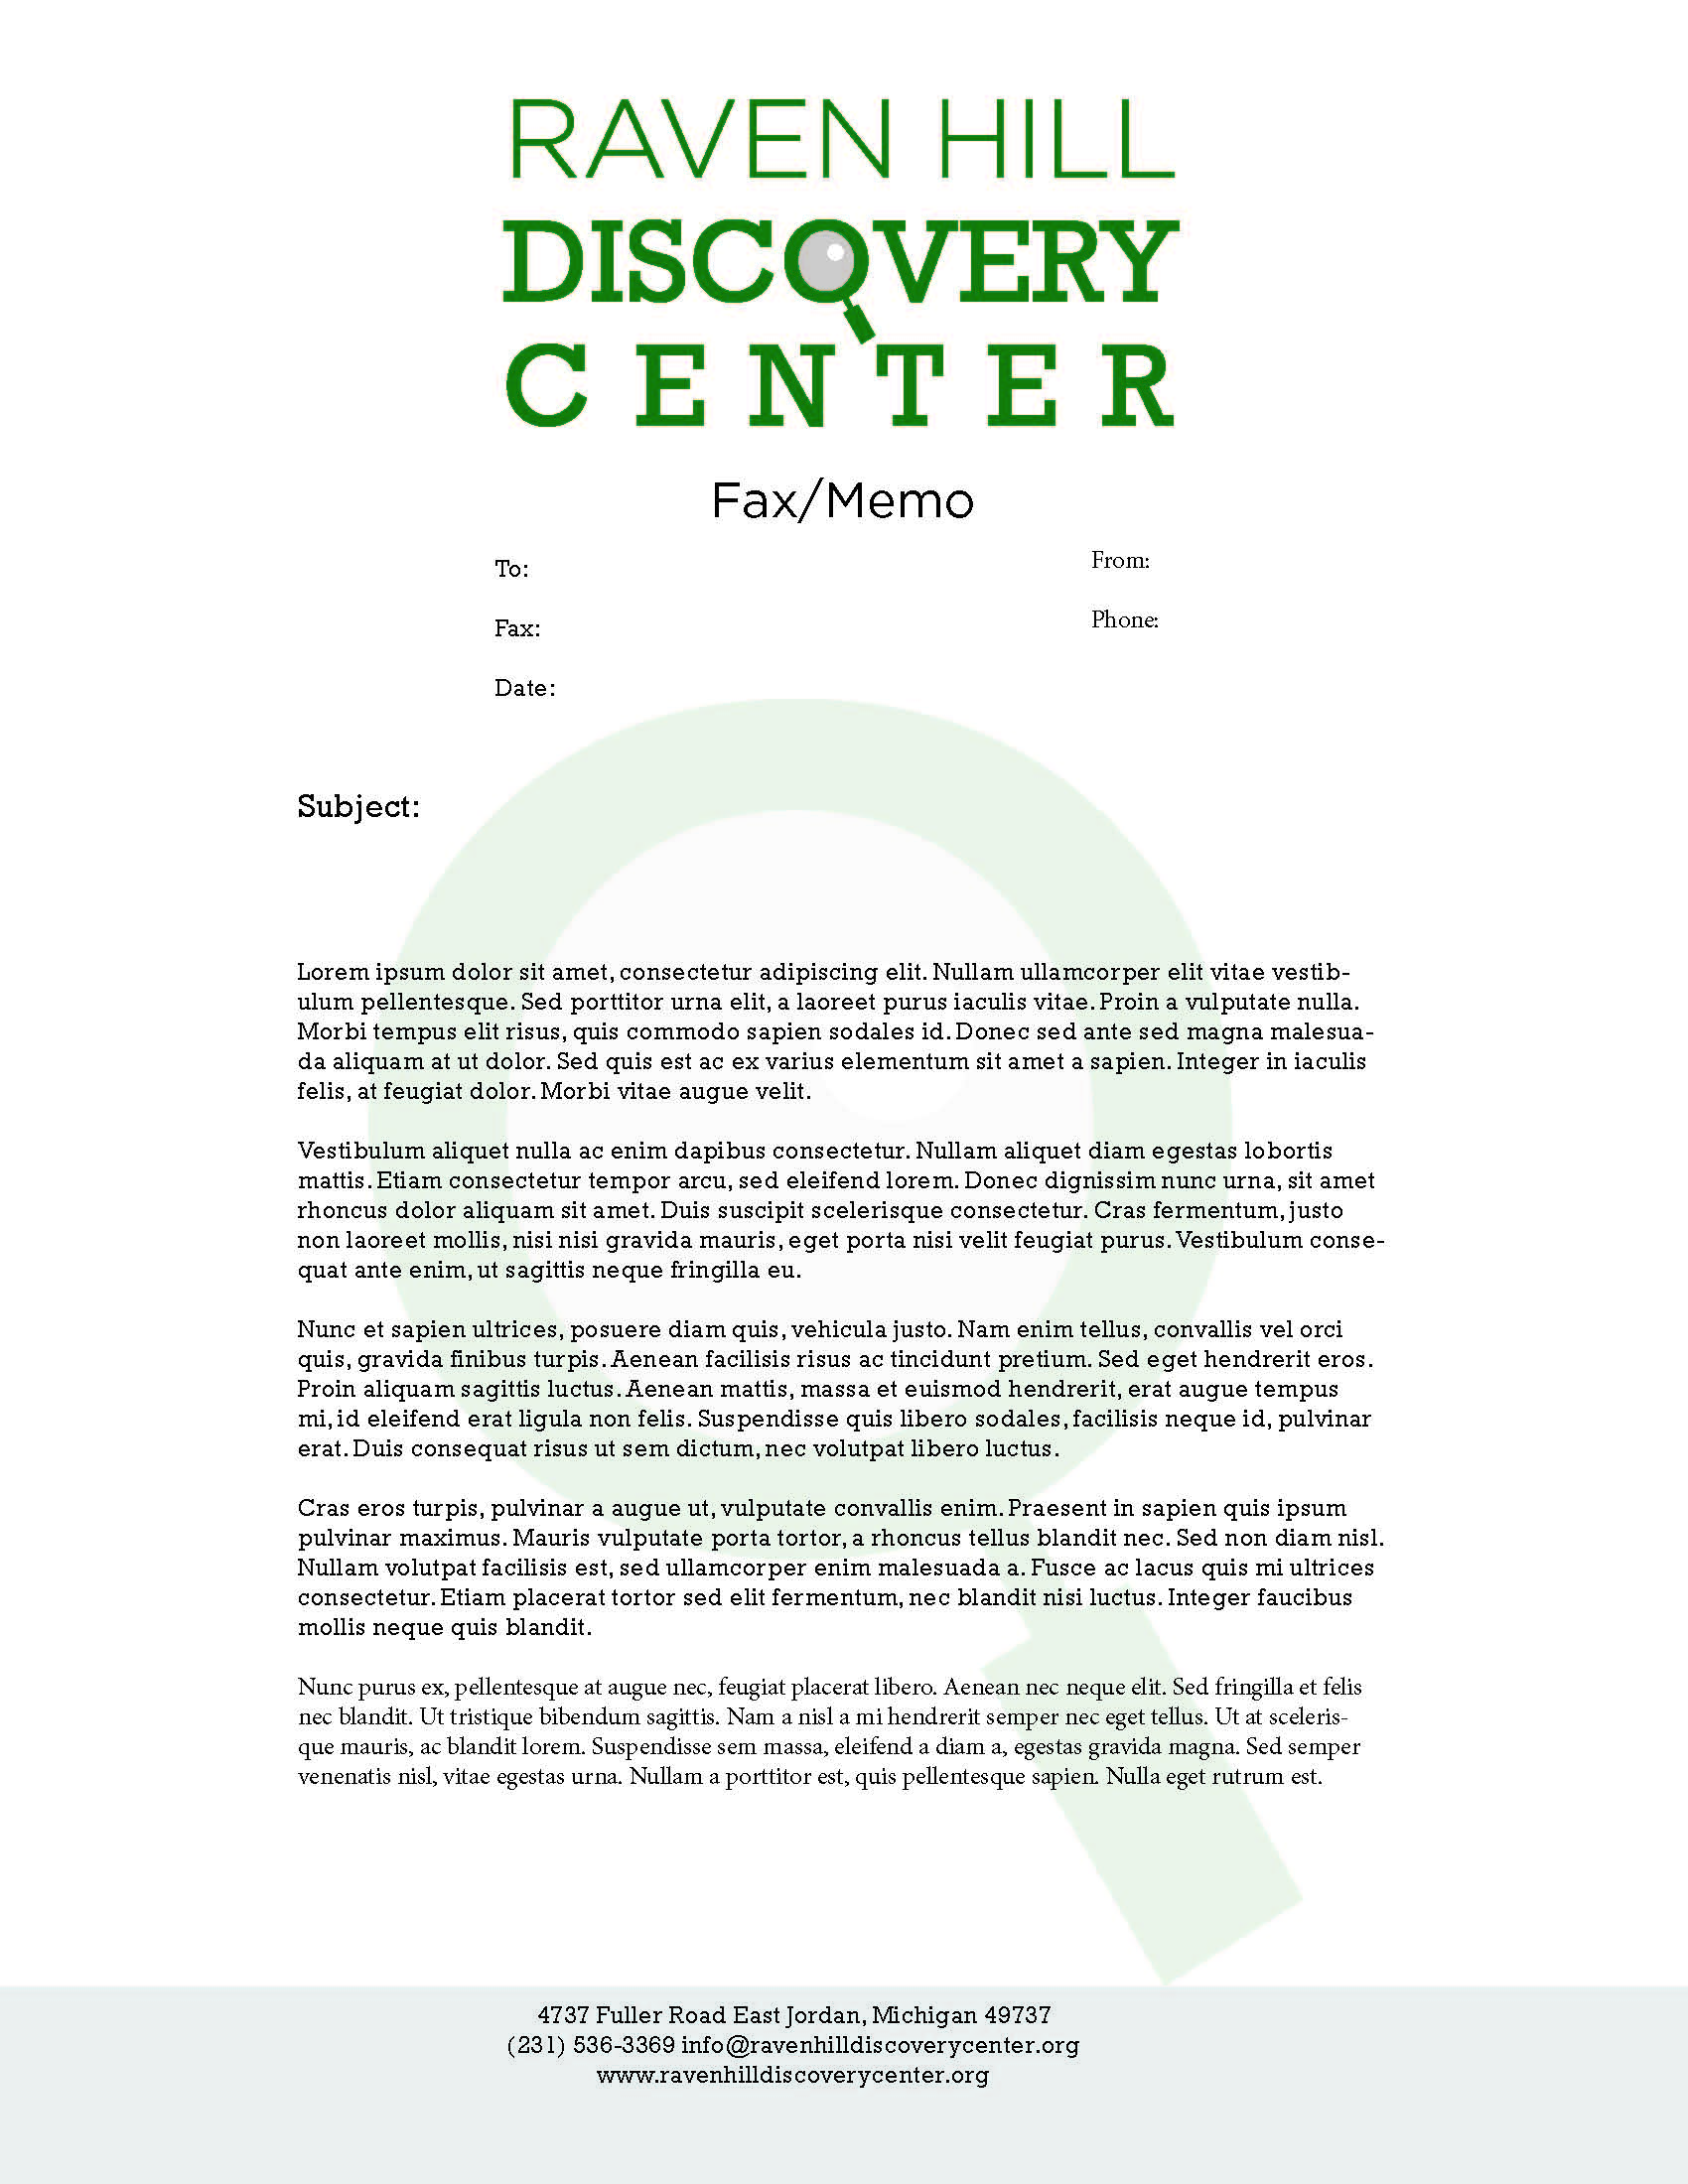 RAVEN HILL
DISCOVERY
CENTER
Fax/Memo
To:
From:
Fax:
Phone:
Date:
Subject:
Lorem ipsum dolor sit amet, consectetur adipiscing elit. Nullam ullamcorper elit vitae vestib-
ulum pellentesque. Sed porttitor urna elit, a laoreet purus iaculis vitae. Proin a vulputate nulla.
Morbi tempus elit risus, quis commodo sapien sodales id. Donec sed ante sed magna malesua-
da aliquam at ut dolor. Sed quis est ac ex varius elementum sit amet a sapien. Integer in iaculis
felis, at feugiat dolor. Morbi vitae augue velit.
Vestibulum aliquet nulla ac enim dapibus consectetur. Nullam aliquet diam egestas lobortis
mattis. Etiam consectetur tempor arcu, sed eleifend lorem. Donec dignissim nunc urna, sit amet
rhoncus dolor aliquam sit amet. Duis suscipit scelerisque consectetur. Cras fermentum, justo
non laoreet mollis, nisi nisi gravida mauris, eget porta nisi velit feugiat purus. Vestibulum conse-
quat ante enim, ut sagittis neque fringilla eu.
Nunc et sapien ultrices, posuere diam quis, vehicula justo. Nam enim tellus, convallis vel orci
quis, gravida finibus turpis. Aenean facilisis risus ac tincidunt pretium. Sed eget hendrerit eros.
Proin aliquam sagittis luctus. Aenean mattis, massa et euismod hendrerit, erat augue tempus
mi, id eleifend erat ligula non felis. Suspendisse quis libero sodales, facilisis neque id, pulvinar
erat. Duis consequat risus ut sem dictum, nec volutpat libero luctus.
Cras eros turpis, pulvinar a augue ut, vulputate convallis enim. Praesent in sapien quis ipsum
pulvinar maximus. Mauris vulputate porta tortor, a rhoncus tellus blandit nec. Sed non diam nisl.
Nullam volutpat facilisis est, sed ullamcorper enim malesuada a. Fusce ac lacus quis mi ultrices
consectetur. Etiam placerat tortor sed elit fermentum, nec blandit nisi luctus. Integer faucibus
mollis neque quis blandit.
Nunc purus ex, pellentesque at augue nec, feugiat placerat libero. Aenean nec neque elit. Sed fringilla et felis
nec blandit. Ut tristique bibendum sagittis. Nam a nisl a mi hendrerit semper nec eget tellus. Ut at sceleris-
que mauris, ac blandit lorem. Suspendisse sem massa, eleifend a diam a, egestas gravida magna. Sed semper
venenatis nisl, vitae egestas urna. Nullam a porttitor est, quis pellentesque sapien. Nulla eget rutrum est.
4737 Fuller Road East Jordan, Michigan 49737
(231) 536-3369 info@ravenhilldiscoverycenter.org
www.ravenhilldiscoverycenter.org